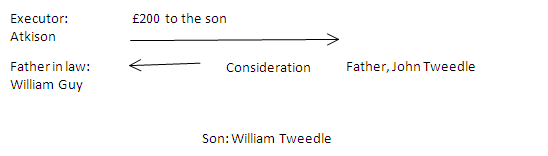 Executor: £200 to the son
Atkison
Father in law: Consideration Father, John Tweedle
William Guy
Son: William Tweedle